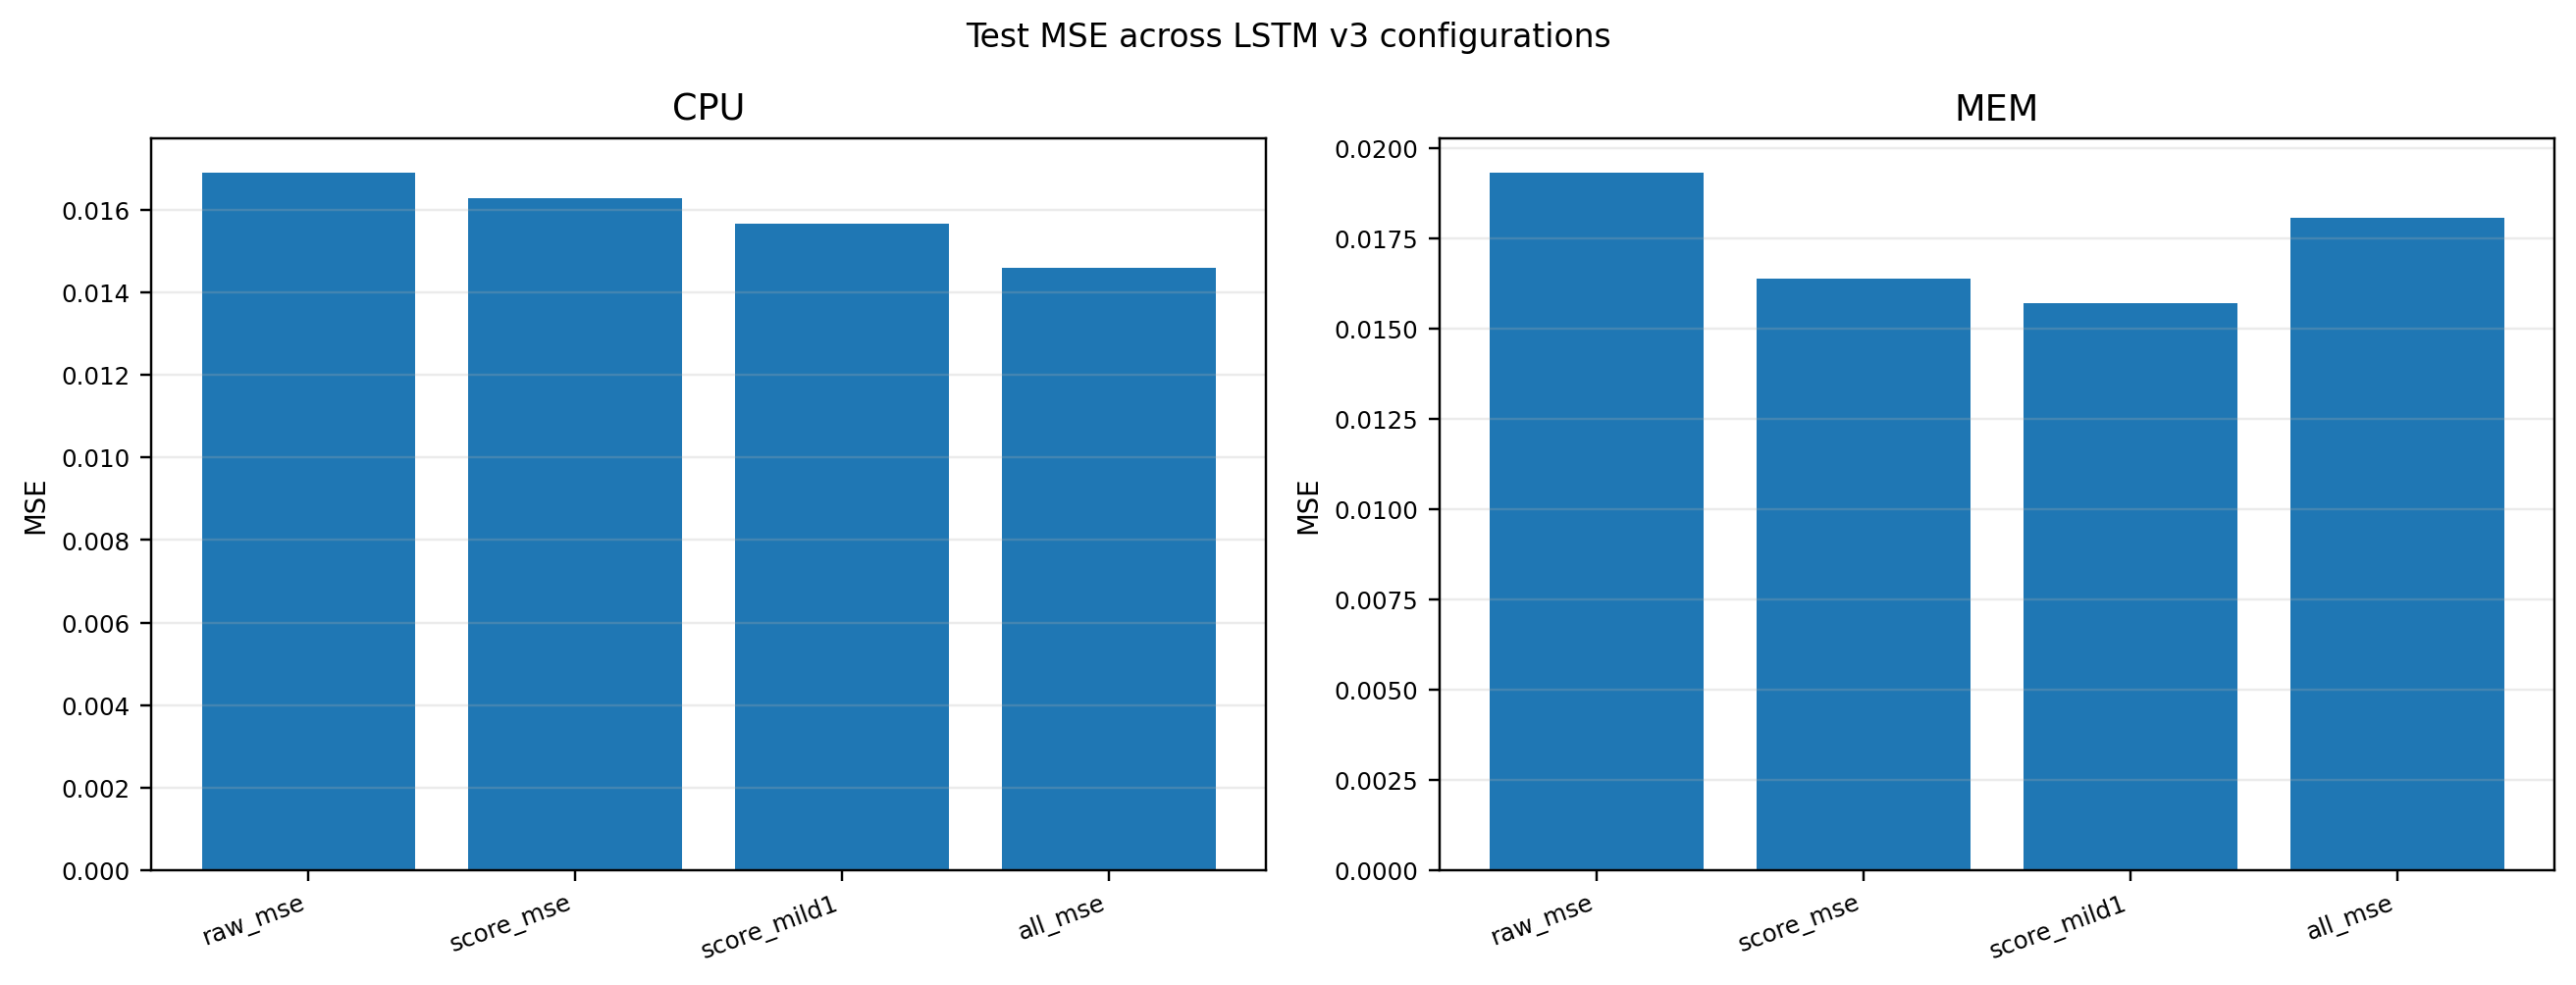 Test MSE across LSTM v3 configurations
CPU
MSE
0.016
0.014
0.012
0.010
0.008
0.006
0.004
0.002
0.000
raw_mse
score_mse
score_mild1
all_mse
MEM
MSE
0.0200
0.0175
0.0150
0.0125
0.0100
0.0075
0.0050
0.0025
0.0000
raw_mse
score_mse
score_mild1
all_mse